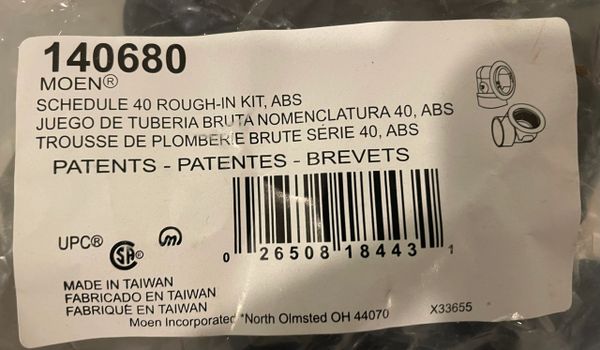 140680
MOEN®
SCHEDULE 40 ROUGH-IN KIT, ABS
JUEGO DE TUBERIA BRUTA NOMENCLATURA 40, ABS
TROUSSE DE PLOMBERIE BRUTE SÉRIE 40, ABS
PATENTS - PATENTES - BREVETS
UPC®
0 26508 18443 1
MADE IN TAIWAN
FABRICADO EN TAIWAN
FABRIQUÉ EN TAIWAN
Moen Incorporated *North Olmsted OH 44070
X33655